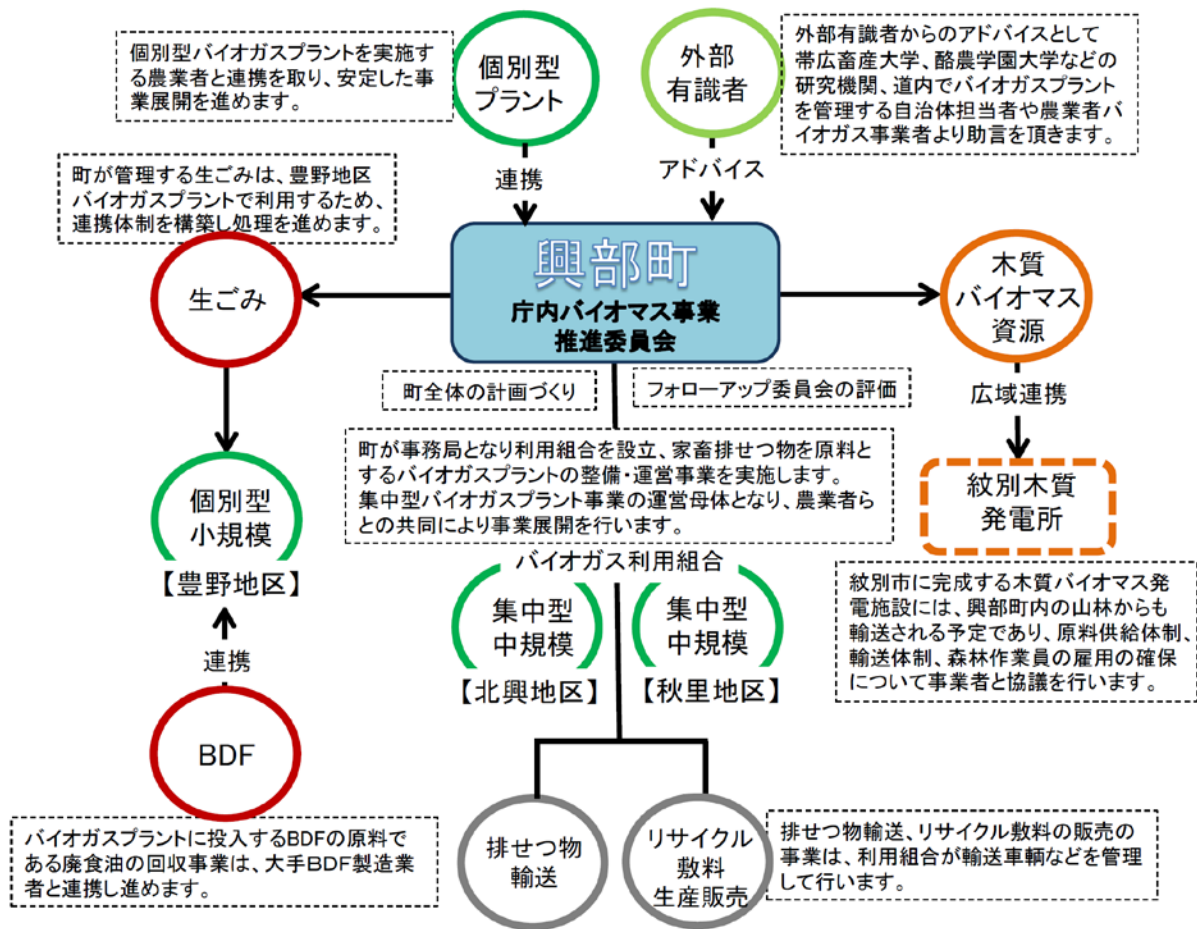 個別型バイオガスプラントを実施す
る農業者と連携を取り、安定した事
業展開を進めます。
個別型
プラント
外部
有識者
外部有識者からのアドバイスとして
帯広畜産大学、酪農学園大学などの
研究機関、道内でバイオガスプラント
を管理する自治体担当者や農業者バ
イオガス事業者より助言を頂きます。
連携
アドバイス
町が管理する生ごみは、豊野地区
バイオガスプラントで利用するため、
連携体制を構築し処理を進めます。
生ごみ
興部町
庁内バイオマス事業
推進委員会
木質
バイオマス
資源
町全体の計画づくり
フォローアップ委員会の評価
広域連携
町が事務局となり利用組合を設立、家畜排せつ物を原料と
するバイオガスプラントの整備・運営事業を実施します。
集中型バイオガスプラント事業の運営母体となり、農業者ら
との共同により事業展開を行います。
個別型
小規模
【豊野地区】
紋別木質
発電所
バイオガス利用組合
集中型
中規模
【北興地区】
集中型
中規模
【秋里地区】
紋別市に完成する木質バイオマス発
電施設には、興部町内の山林からも
輸送される予定であり、原料供給体制、
輸送体制、森林作業員の雇用の確保
について事業者と協議を行います。
連携
BDF
バイオガスプラントに投入するBDFの原料で
ある廃食油の回収事業は、大手BDF製造業
者と連携し進めます。
排せつ物
輸送
リサイクル
敷料
生産販売
排せつ物輸送、リサイクル敷料の販売の
事業は、利用組合が輸送車輌などを管理
して行います。